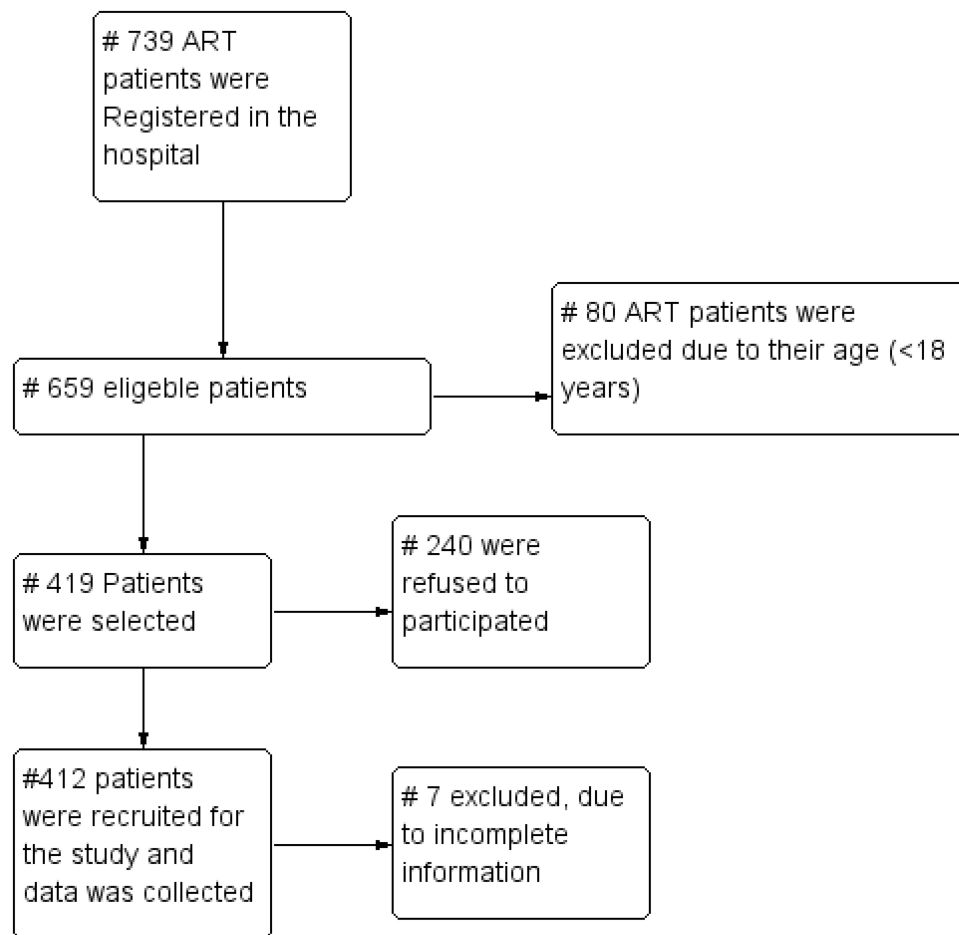 # 739 ART
patients were
Registered in the
hospital
# 80 ART patients were
excluded due to their age (<18
years)
# 659 eligeble patients
# 240 were
refused to
participated
# 419 Patients
were selected
#412 patients
were recruited for
the study and
data was collected
# 7 excluded, due
to incomplete
information